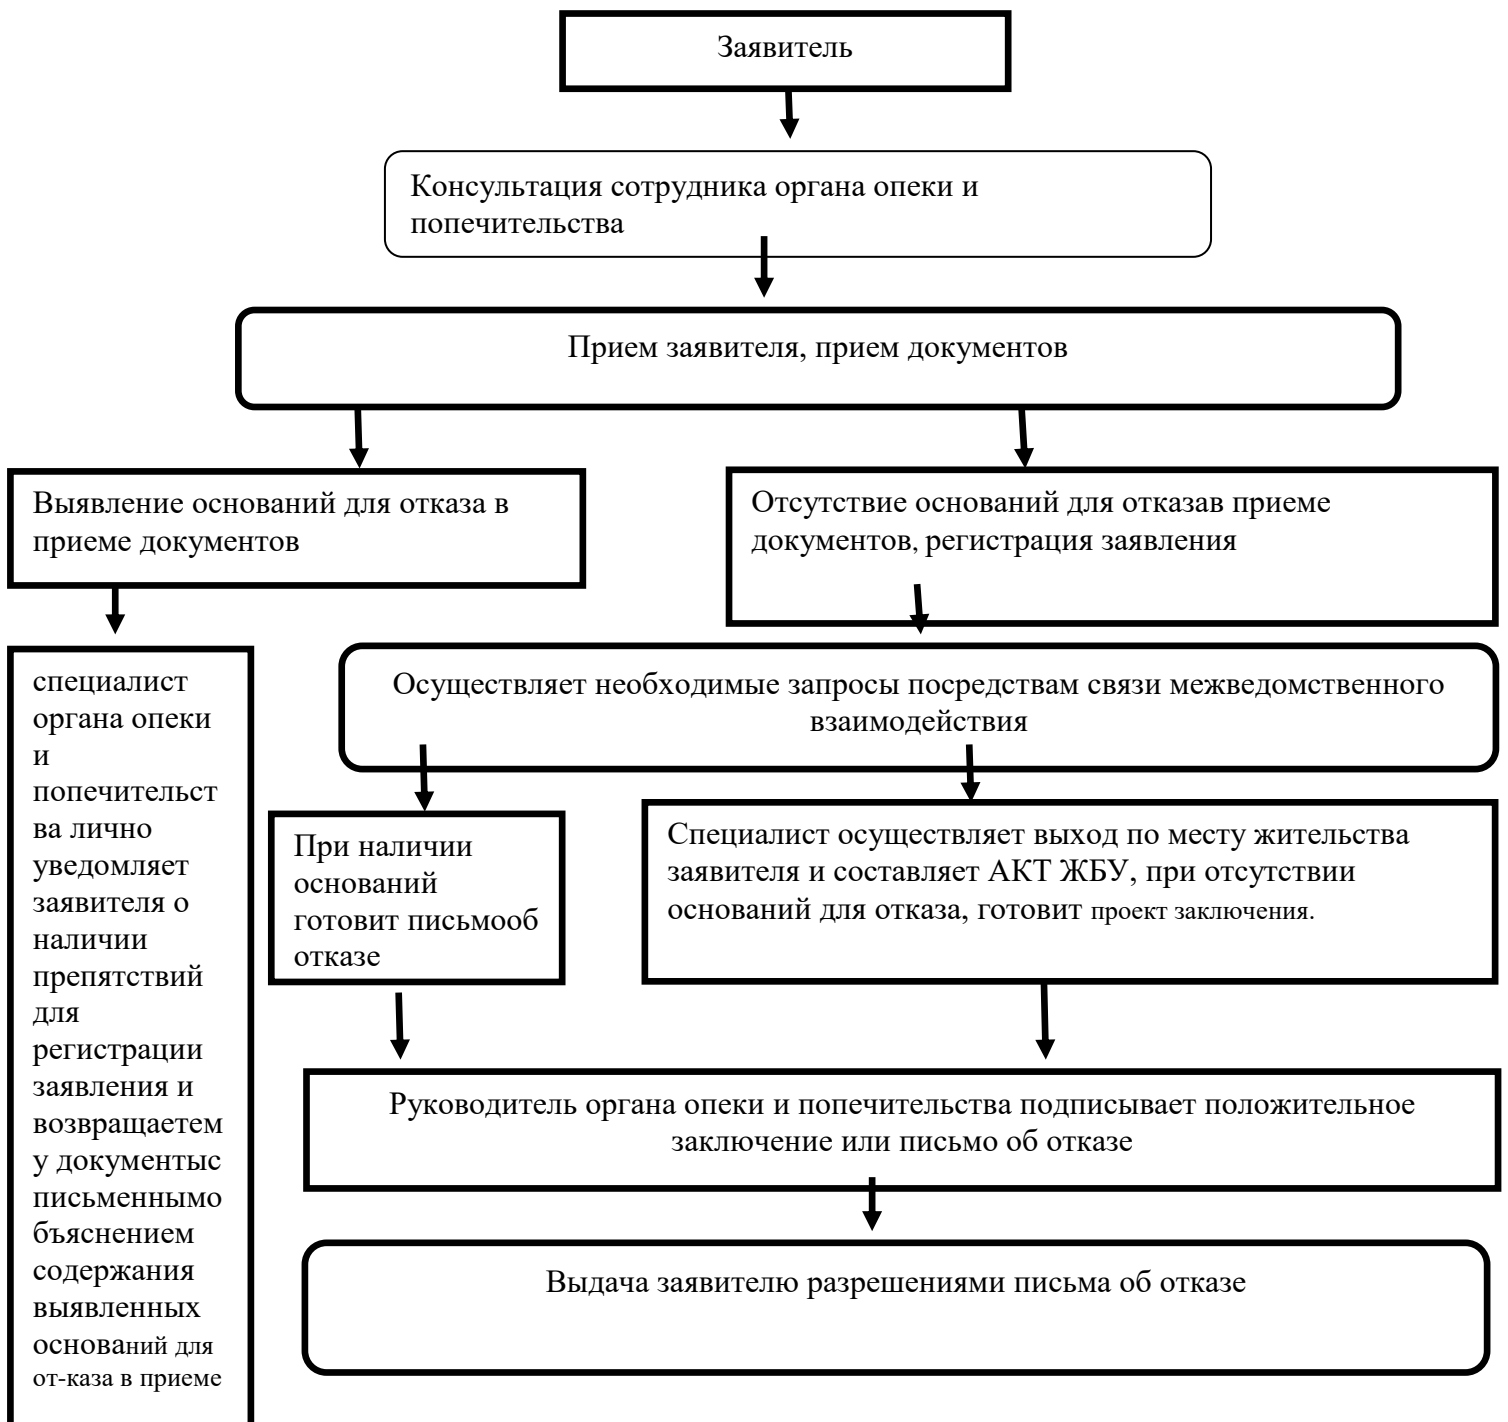 Заявитель
Консультация сотрудника органа опеки и
попечительства
Прием заявителя, прием документов
Выявление оснований для отказа в
приеме документов
Отсутствие оснований для отказав приеме
документов, регистрация заявления
специалист
органа опеки
и
попечительст
ва лично
уведомляет
заявителя о
наличии
препятствий
для
регистрации
заявления и
возвращаетем
у документыс
письменнымо
бъяснением
содержания
выявленных
оснований для
от-каза в приеме
Осуществляет необходимые запросы посредствам связи межведомственного
взаимодействия
При наличии
оснований
готовит письмооб
отказе
Специалист осуществляет выход по месту жительства
заявителя и составляет АКТ ЖБУ, при отсутствии
оснований для отказа, готовит проект заключения.
Руководитель органа опеки и попечительства подписывает положительное
заключение или письмо об отказе
Выдача заявителю разрешениями письма об отказе